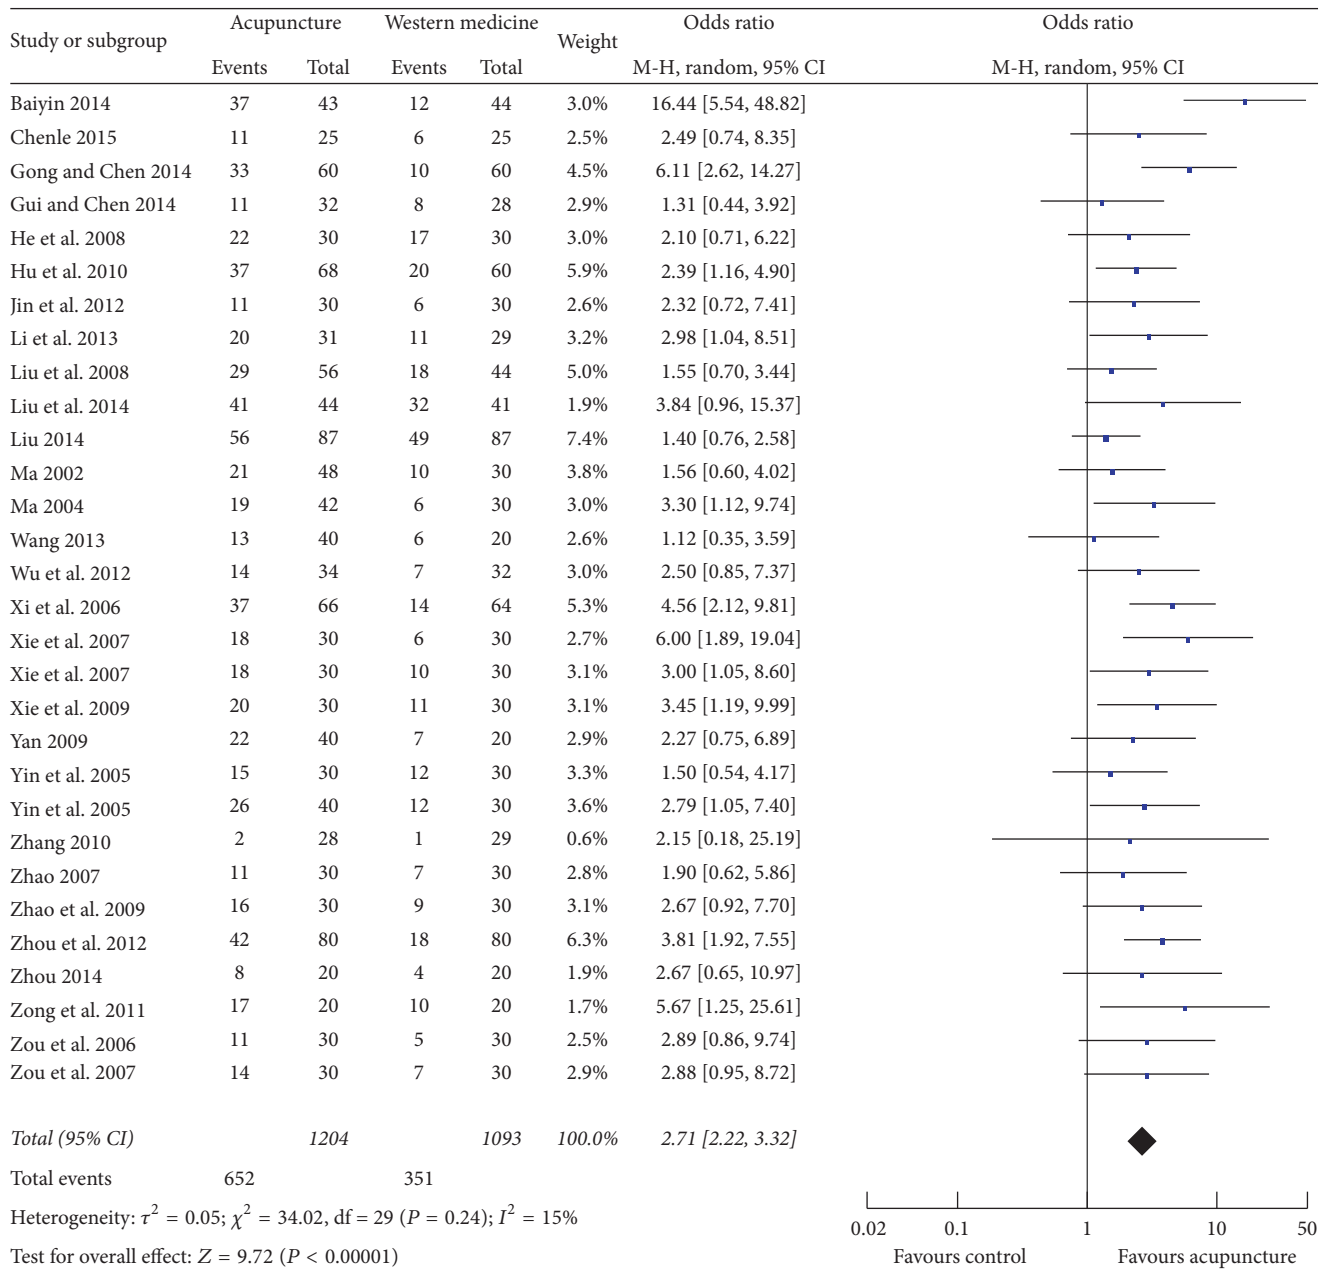 Acupuncture Western medicine Odds ratio Odds ratio
Study or subgroup Weight
Events Total Events Total M-H, random, 95% CI M-H, random, 95% CI
Baiyin 2014 37 43 12 44 3.0% 16.44 [5.54, 48.82]
Chenle 2015 11 25 6 25 2.5% 2.49 [0.74, 8.35]
Gong and Chen 2014 33 60 10 60 4.5% 6.11 [2.62, 14.27]
Gui and Chen 2014 11 32 8 28 2.9% 1.31 [0.44, 3.92]
He et al. 2008 22 30 17 30 3.0% 2.10 [0.71, 6.22]
Hu et al. 2010 37 68 20 60 5.9% 2.39 [1.16, 4.90]
Jin et al. 2012 11 30 6 30 2.6% 2.32 [0.72, 7.41]
Li et al. 2013 20 31 11 29 3.2% 2.98 [1.04, 8.51]
Liu et al. 2008 29 56 18 44 5.0% 1.55 [0.70, 3.44]
Liu et al. 2014 41 44 32 41 1.9% 3.84 [0.96, 15.37]
Liu 2014 56 87 49 87 7.4% 1.40 [0.76, 2.58]
Ma 2002 21 48 10 30 3.8% 1.56 [0.60, 4.02]
Ma 2004 19 42 6 30 3.0% 3.30 [1.12, 9.74]
Wang 2013 13 40 6 20 2.6% 1.12 [0.35, 3.59]
Wu et al. 2012 14 34 7 32 3.0% 2.50 [0.85, 7.37]
Xi et al. 2006 37 66 14 64 5.3% 4.56 [2.12, 9.81]
Xie et al. 2007 18 30 6 30 2.7% 6.00 [1.89, 19.04]
Xie et al. 2007 18 30 10 30 3.1% 3.00 [1.05, 8.60]
Xie et al. 2009 20 30 11 30 3.1% 3.45 [1.19, 9.99]
Yan 2009 22 40 7 20 2.9% 2.27 [0.75, 6.89]
Yin et al. 2005 15 30 12 30 3.3% 1.50 [0.54, 4.17]
Yin et al. 2005 26 40 12 30 3.6% 2.79 [1.05, 7.40]
Zhang 2010 2 28 1 29 0.6% 2.15 [0.18, 25.19]
Zhao 2007 11 30 7 30 2.8% 1.90 [0.62, 5.86]
Zhao et al. 2009 16 30 9 30 3.1% 2.67 [0.92, 7.70]
Zhou et al. 2012 42 80 18 80 6.3% 3.81 [1.92, 7.55]
Zhou 2014 8 20 4 20 1.9% 2.67 [0.65, 10.97]
Zong et al. 2011 17 20 10 20 1.7% 5.67 [1.25, 25.61]
Zou et al. 2006 11 30 5 30 2.5% 2.89 [0.86, 9.74]
Zou et al. 2007 14 30 7 30 2.9% 2.88 [0.95, 8.72]
Total (95% CI) 1204 1093 100.0% 2.71 [2.22, 3.32]
Total events 652 351
Heterogeneity: τ² = 0.05; χ² = 34.02, df = 29 (P = 0.24); I² = 15%
0.02 0.1 1 10 50
Test for overall effect: Z = 9.72 (P < 0.00001) Favours control Favours acupuncture